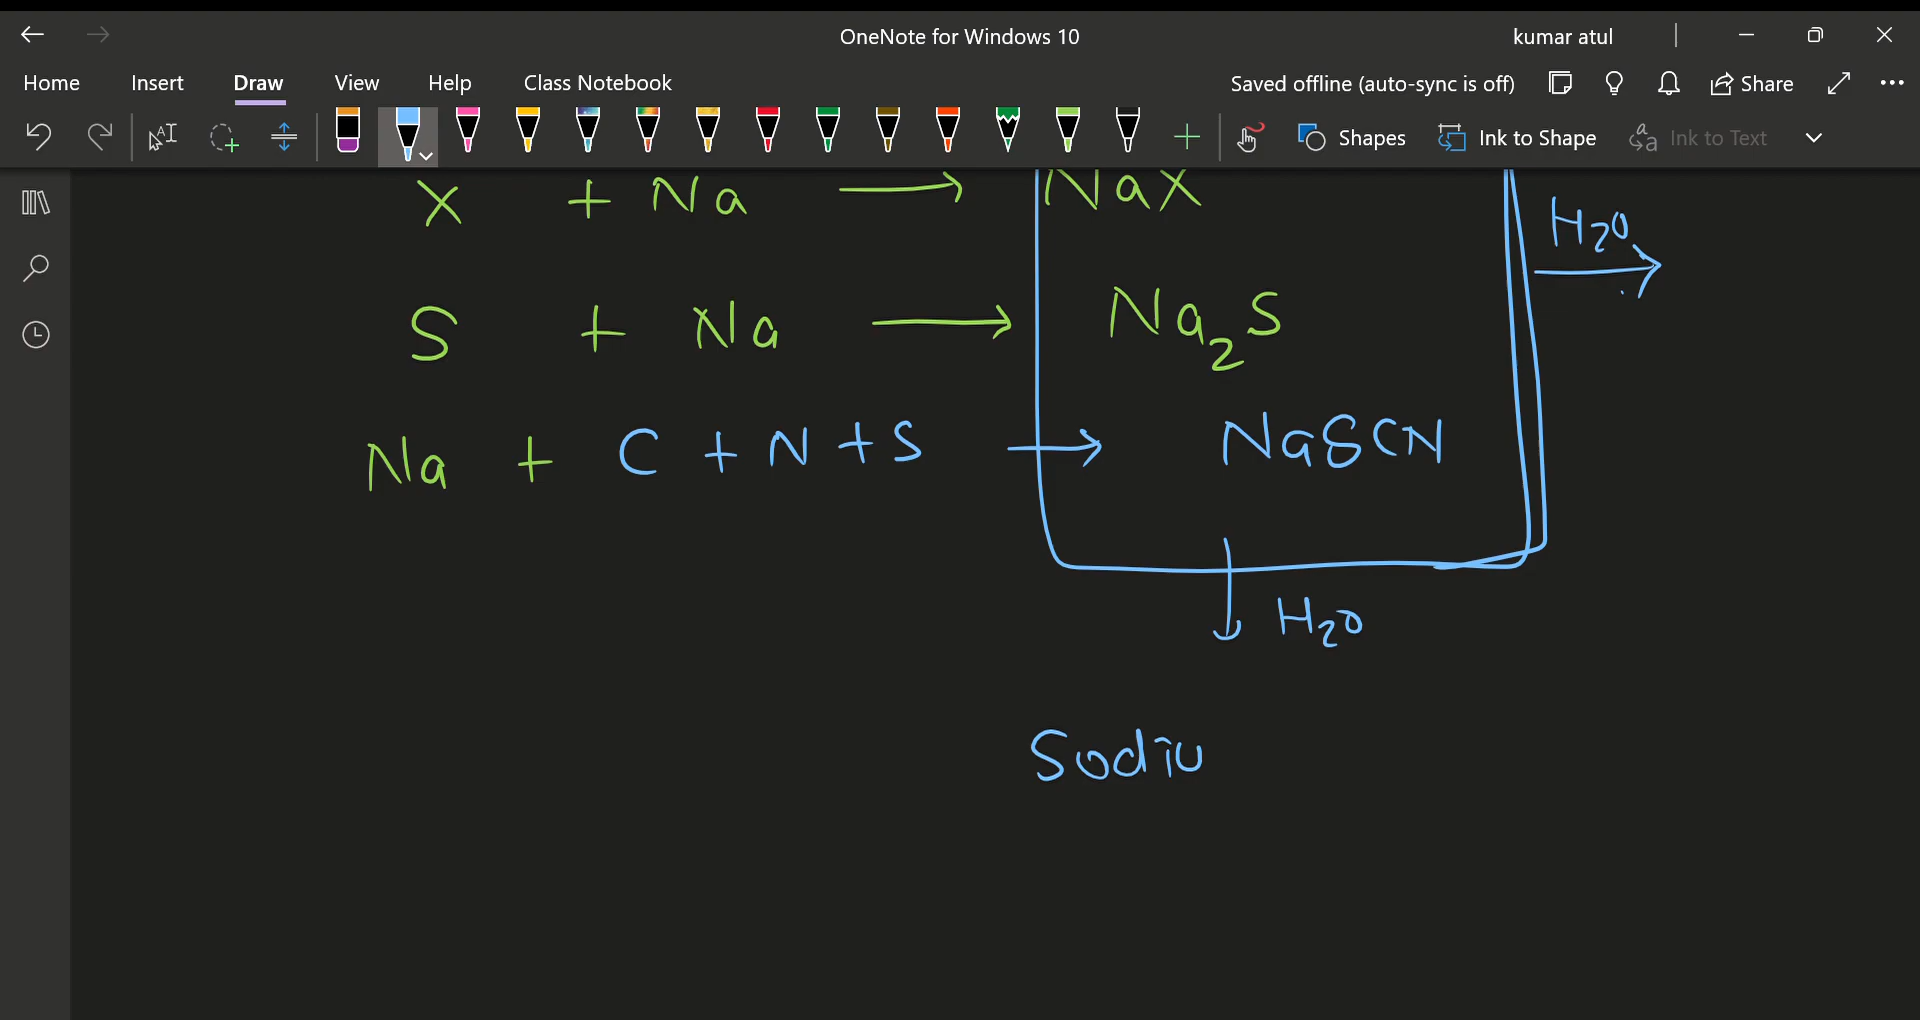 OneNote for Windows 10
kumar atul
Home Insert Draw View Help Class Notebook
Saved offline (auto-sync is off)
Share
Shapes
Ink to Shape
Ink to Text
X + Na → NaX
H₂O
S + Na → Na₂S
Na + C + N + S → NaSCN
H₂O
Sodiu